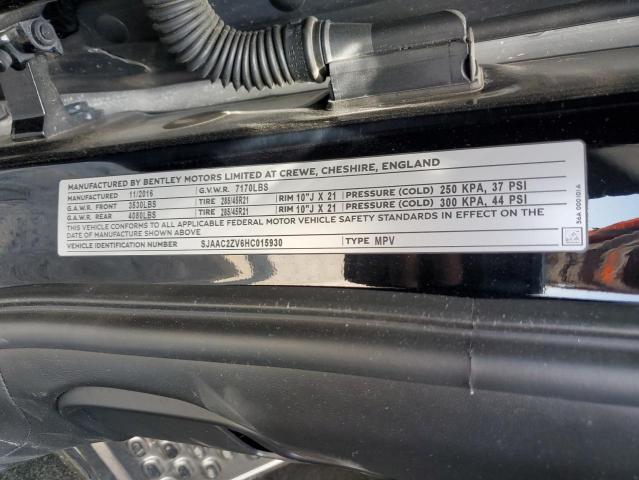 MANUFACTURED BY BENTLEY MOTORS LIMITED AT CREWE, CHESHIRE, ENGLAND
MANUFACTURED 11/2016 G.V.W.R. 7170LBS
G.A.W.R. FRONT 3530LBS TIRE 285/45R21 RIM 10"J X 21 PRESSURE (COLD) 250 KPA, 37 PSI
G.A.W.R. REAR 4080LBS TIRE 285/45R21 RIM 10"J X 21 PRESSURE (COLD) 300 KPA, 44 PSI
THIS VEHICLE CONFORMS TO ALL APPLICABLE FEDERAL MOTOR VEHICLE SAFETY STANDARDS IN EFFECT ON THE
DATE OF MANUFACTURE SHOWN ABOVE.
VEHICLE IDENTIFICATION NUMBER SJAAC2ZV6HC015930 TYPE MPV
36A 000101A